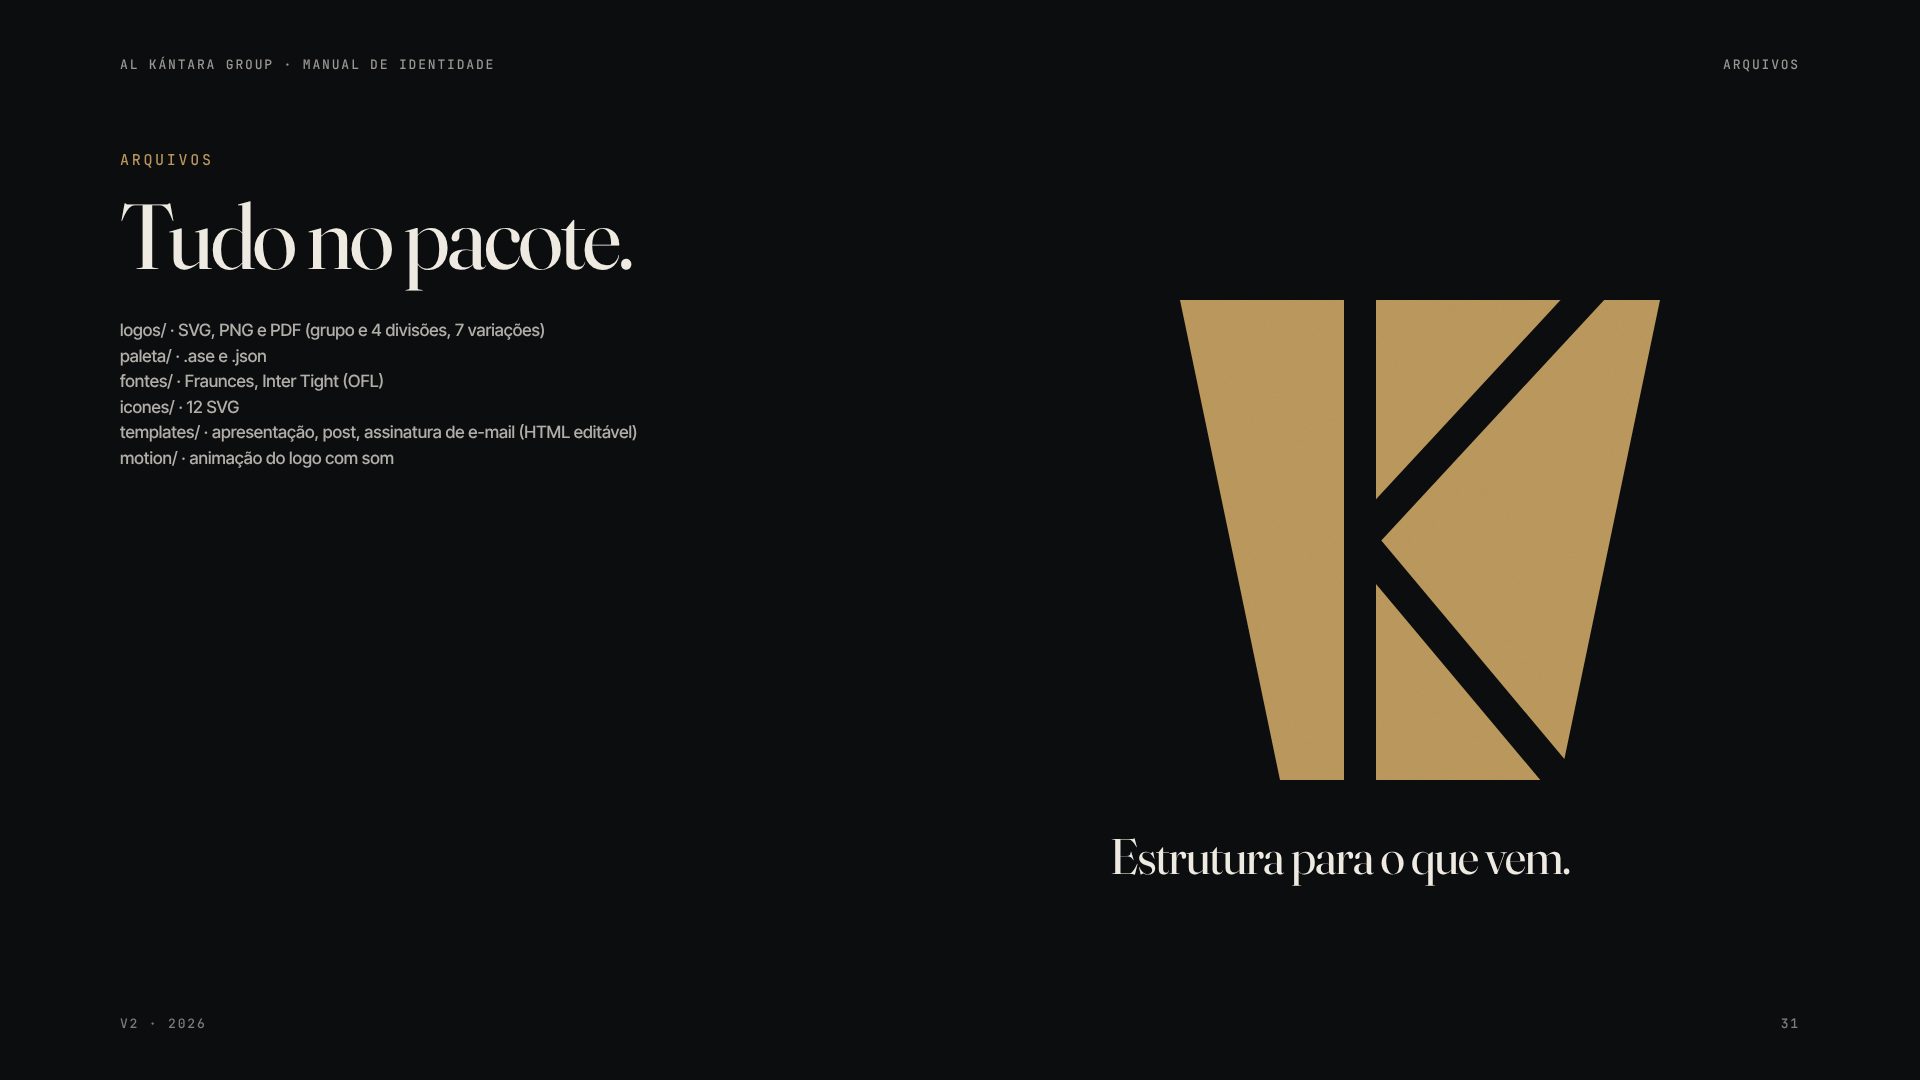 AL KÁNTARA GROUP · MANUAL DE IDENTIDADE
ARQUIVOS
ARQUIVOS
Tudo no pacote.
logos/ · SVG, PNG e PDF (grupo e 4 divisões, 7 variações)
paleta/ · .ase e .json
fontes/ · Fraunces, Inter Tight (OFL)
icones/ · 12 SVG
templates/ · apresentação, post, assinatura de e-mail (HTML editável)
motion/ · animação do logo com som
K
Estrutura para o que vem.
V2 · 2026
31